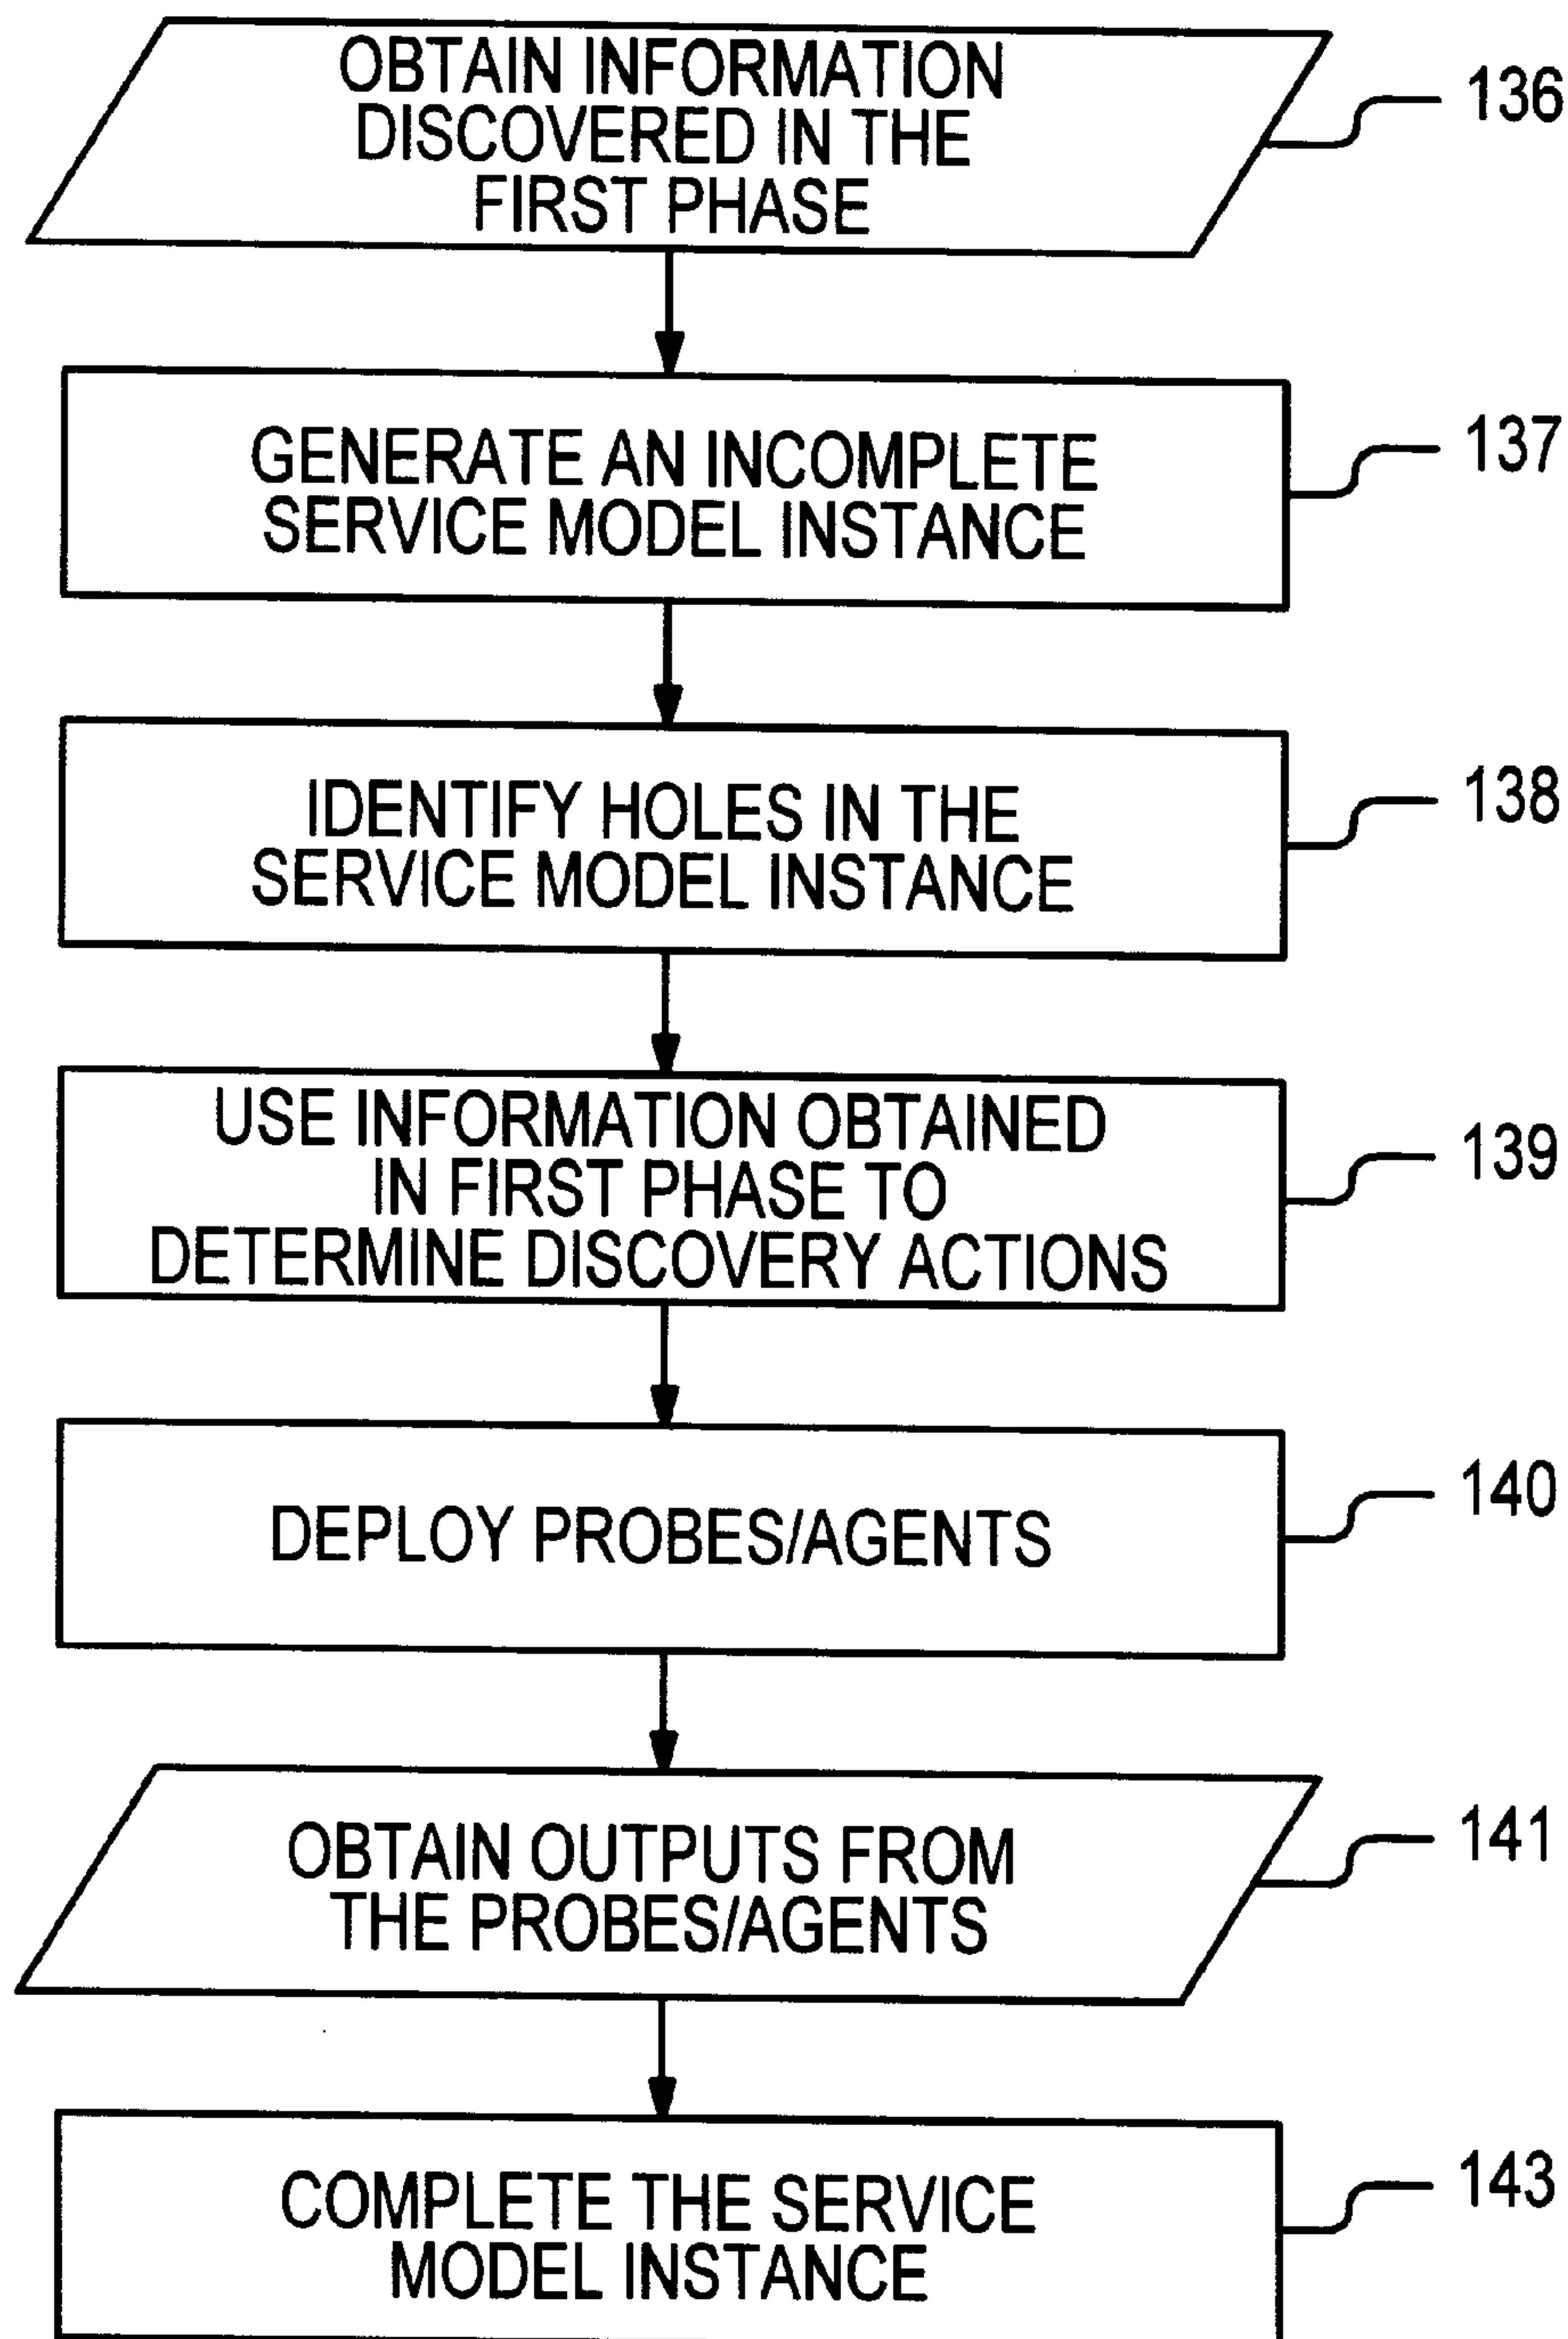 OBTAIN INFORMATION
DISCOVERED IN THE
FIRST PHASE
136
GENERATE AN INCOMPLETE
SERVICE MODEL INSTANCE
137
IDENTIFY HOLES IN THE
SERVICE MODEL INSTANCE
138
USE INFORMATION OBTAINED
IN FIRST PHASE TO
DETERMINE DISCOVERY ACTIONS
139
DEPLOY PROBES/AGENTS
140
OBTAIN OUTPUTS FROM
THE PROBES/AGENTS
141
COMPLETE THE SERVICE
MODEL INSTANCE
143